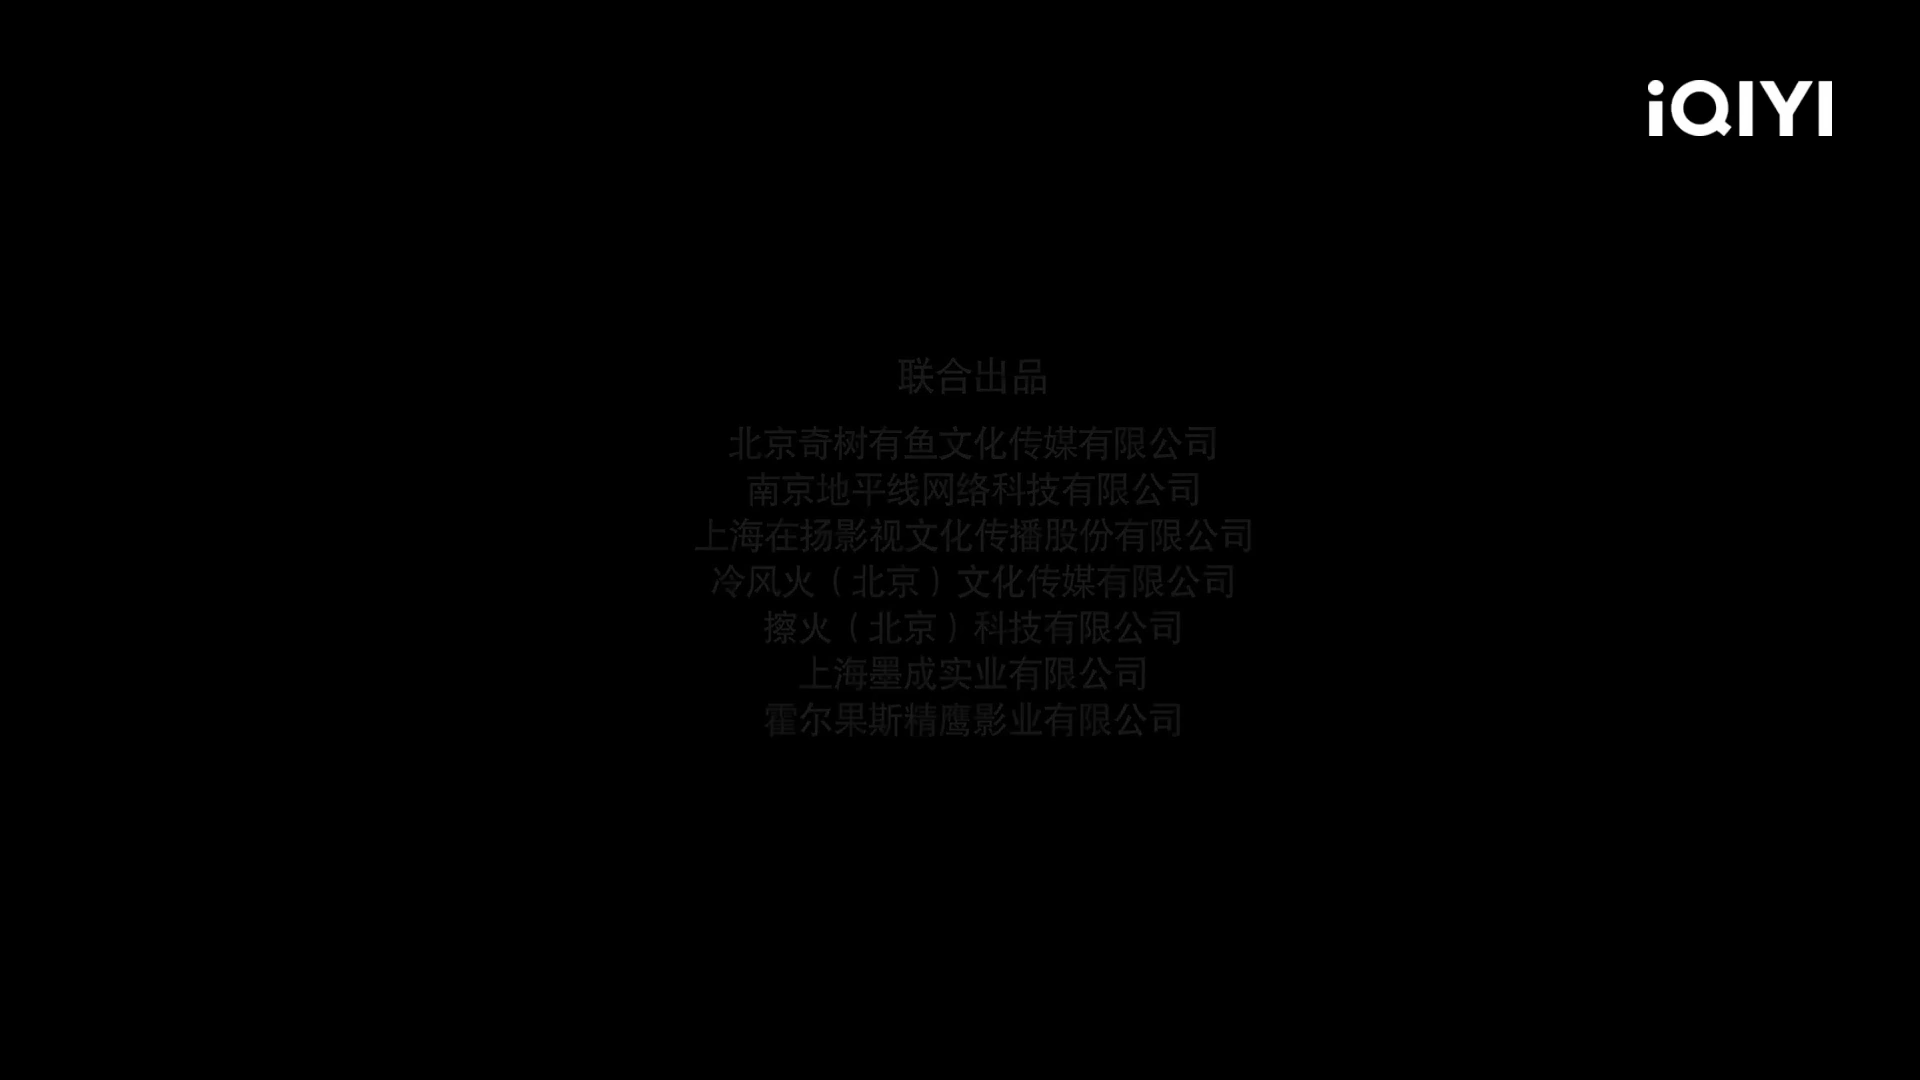 iQIYI
联合出品
北京奇树有鱼文化传媒有限公司
南京地平线网络科技有限公司
上海在扬影视文化传播股份有限公司
冷风火（北京）文化传媒有限公司
擦火（北京）科技有限公司
上海墨成实业有限公司
霍尔果斯精鹰影业有限公司